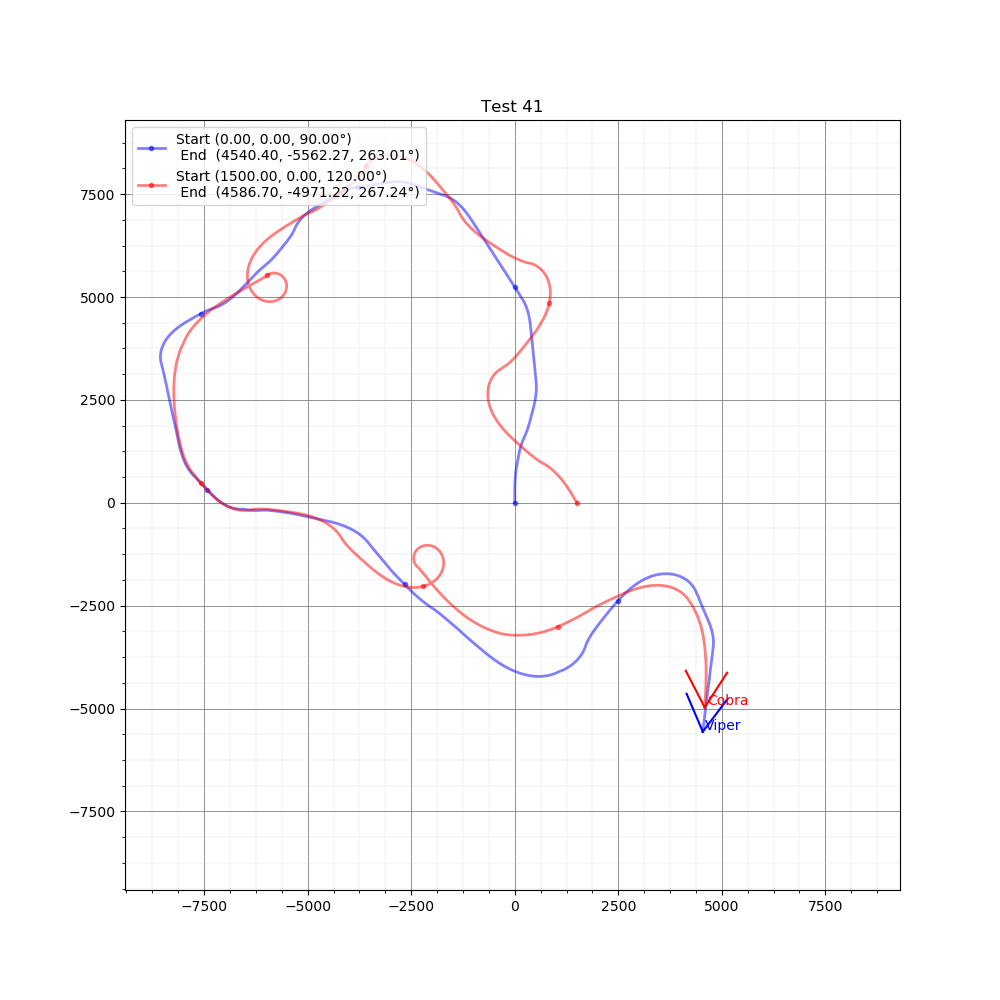 Test 41
Start (0.00, 0.00, 90.00°)
End (4540.40, -5562.27, 263.01°)
Start (1500.00, 0.00, 120.00°)
End (4586.70, -4971.22, 267.24°)
7500
5000
2500
0
−2500
−5000
−7500
Cobra
Viper
−7500 −5000 −2500 0 2500 5000 7500